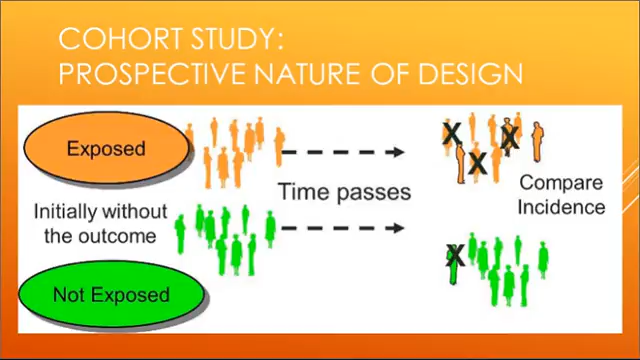 COHORT STUDY:
PROSPECTIVE NATURE OF DESIGN
Exposed
Initially without
the outcome
Not Exposed
Time passes
X
X
X
X
Compare
Incidence